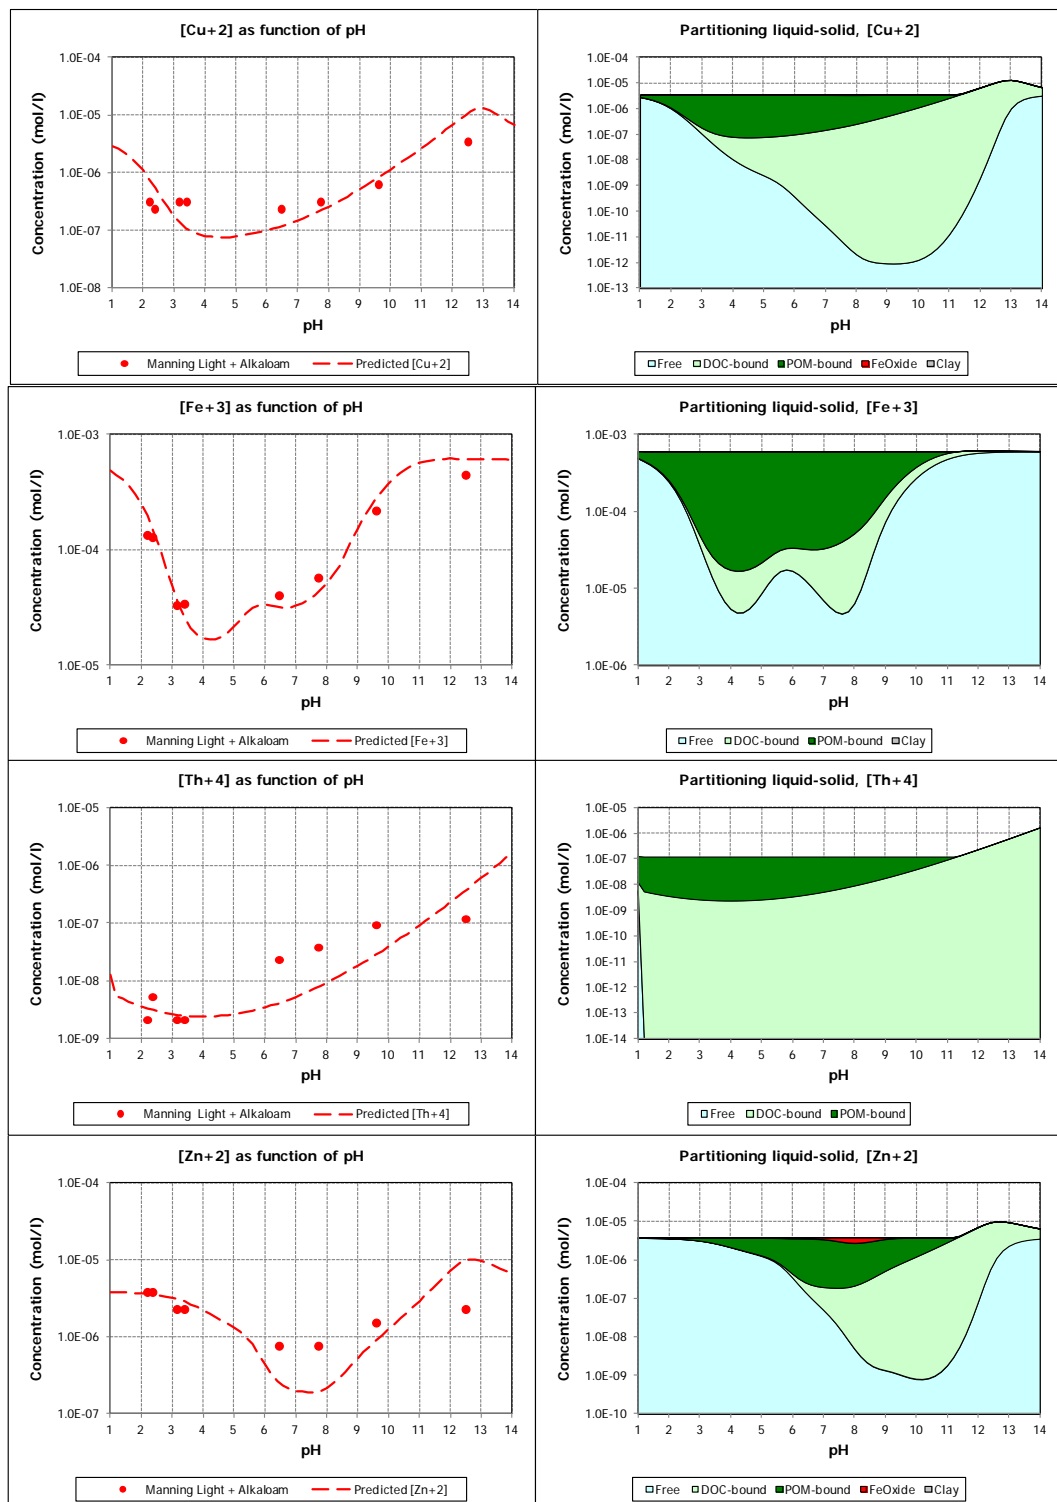 [Cu+2] as function of pH
Concentration (mol/l)
1.0E-04
1.0E-05
1.0E-06
1.0E-07
1.0E-08
1 2 3 4 5 6 7 8 9 10 11 12 13 14
pH
Manning Light + Alkaloam Predicted [Cu+2]
Partitioning liquid-solid, [Cu+2]
Concentration (mol/l)
1.0E-04
1.0E-05
1.0E-06
1.0E-07
1.0E-08
1.0E-09
1.0E-10
1.0E-11
1.0E-12
1.0E-13
1 2 3 4 5 6 7 8 9 10 11 12 13 14
pH
Free DOC-bound POM-bound FeOxide Clay
[Fe+3] as function of pH
Concentration (mol/l)
1.0E-03
1.0E-04
1.0E-05
1 2 3 4 5 6 7 8 9 10 11 12 13 14
pH
Manning Light + Alkaloam Predicted [Fe+3]
Partitioning liquid-solid, [Fe+3]
Concentration (mol/l)
1.0E-03
1.0E-04
1.0E-05
1.0E-06
1 2 3 4 5 6 7 8 9 10 11 12 13 14
pH
Free DOC-bound POM-bound Clay
[Th+4] as function of pH
Concentration (mol/l)
1.0E-05
1.0E-06
1.0E-07
1.0E-08
1.0E-09
1 2 3 4 5 6 7 8 9 10 11 12 13 14
pH
Manning Light + Alkaloam Predicted [Th+4]
Partitioning liquid-solid, [Th+4]
Concentration (mol/l)
1.0E-05
1.0E-06
1.0E-07
1.0E-08
1.0E-09
1.0E-10
1.0E-11
1.0E-12
1.0E-13
1.0E-14
1 2 3 4 5 6 7 8 9 10 11 12 13 14
pH
Free DOC-bound POM-bound
[Zn+2] as function of pH
Concentration (mol/l)
1.0E-04
1.0E-05
1.0E-06
1.0E-07
1 2 3 4 5 6 7 8 9 10 11 12 13 14
pH
Manning Light + Alkaloam Predicted [Zn+2]
Partitioning liquid-solid, [Zn+2]
Concentration (mol/l)
1.0E-04
1.0E-05
1.0E-06
1.0E-07
1.0E-08
1.0E-09
1.0E-10
1 2 3 4 5 6 7 8 9 10 11 12 13 14
pH
Free DOC-bound POM-bound FeOxide Clay